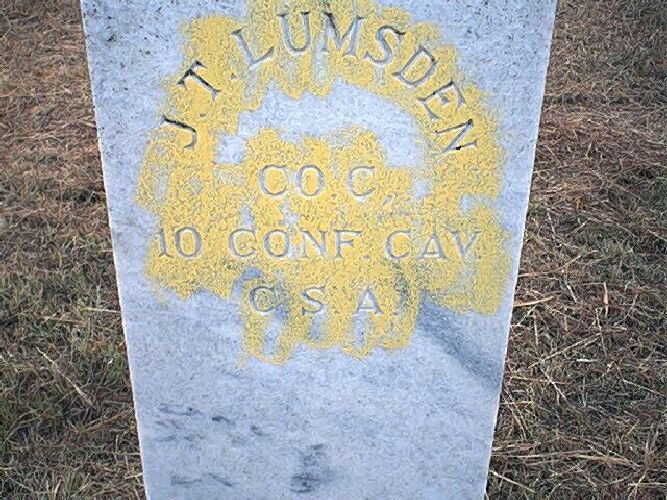 J. T. LUMSDEN
CO C,
10 CONF. CAV.
C. S. A.